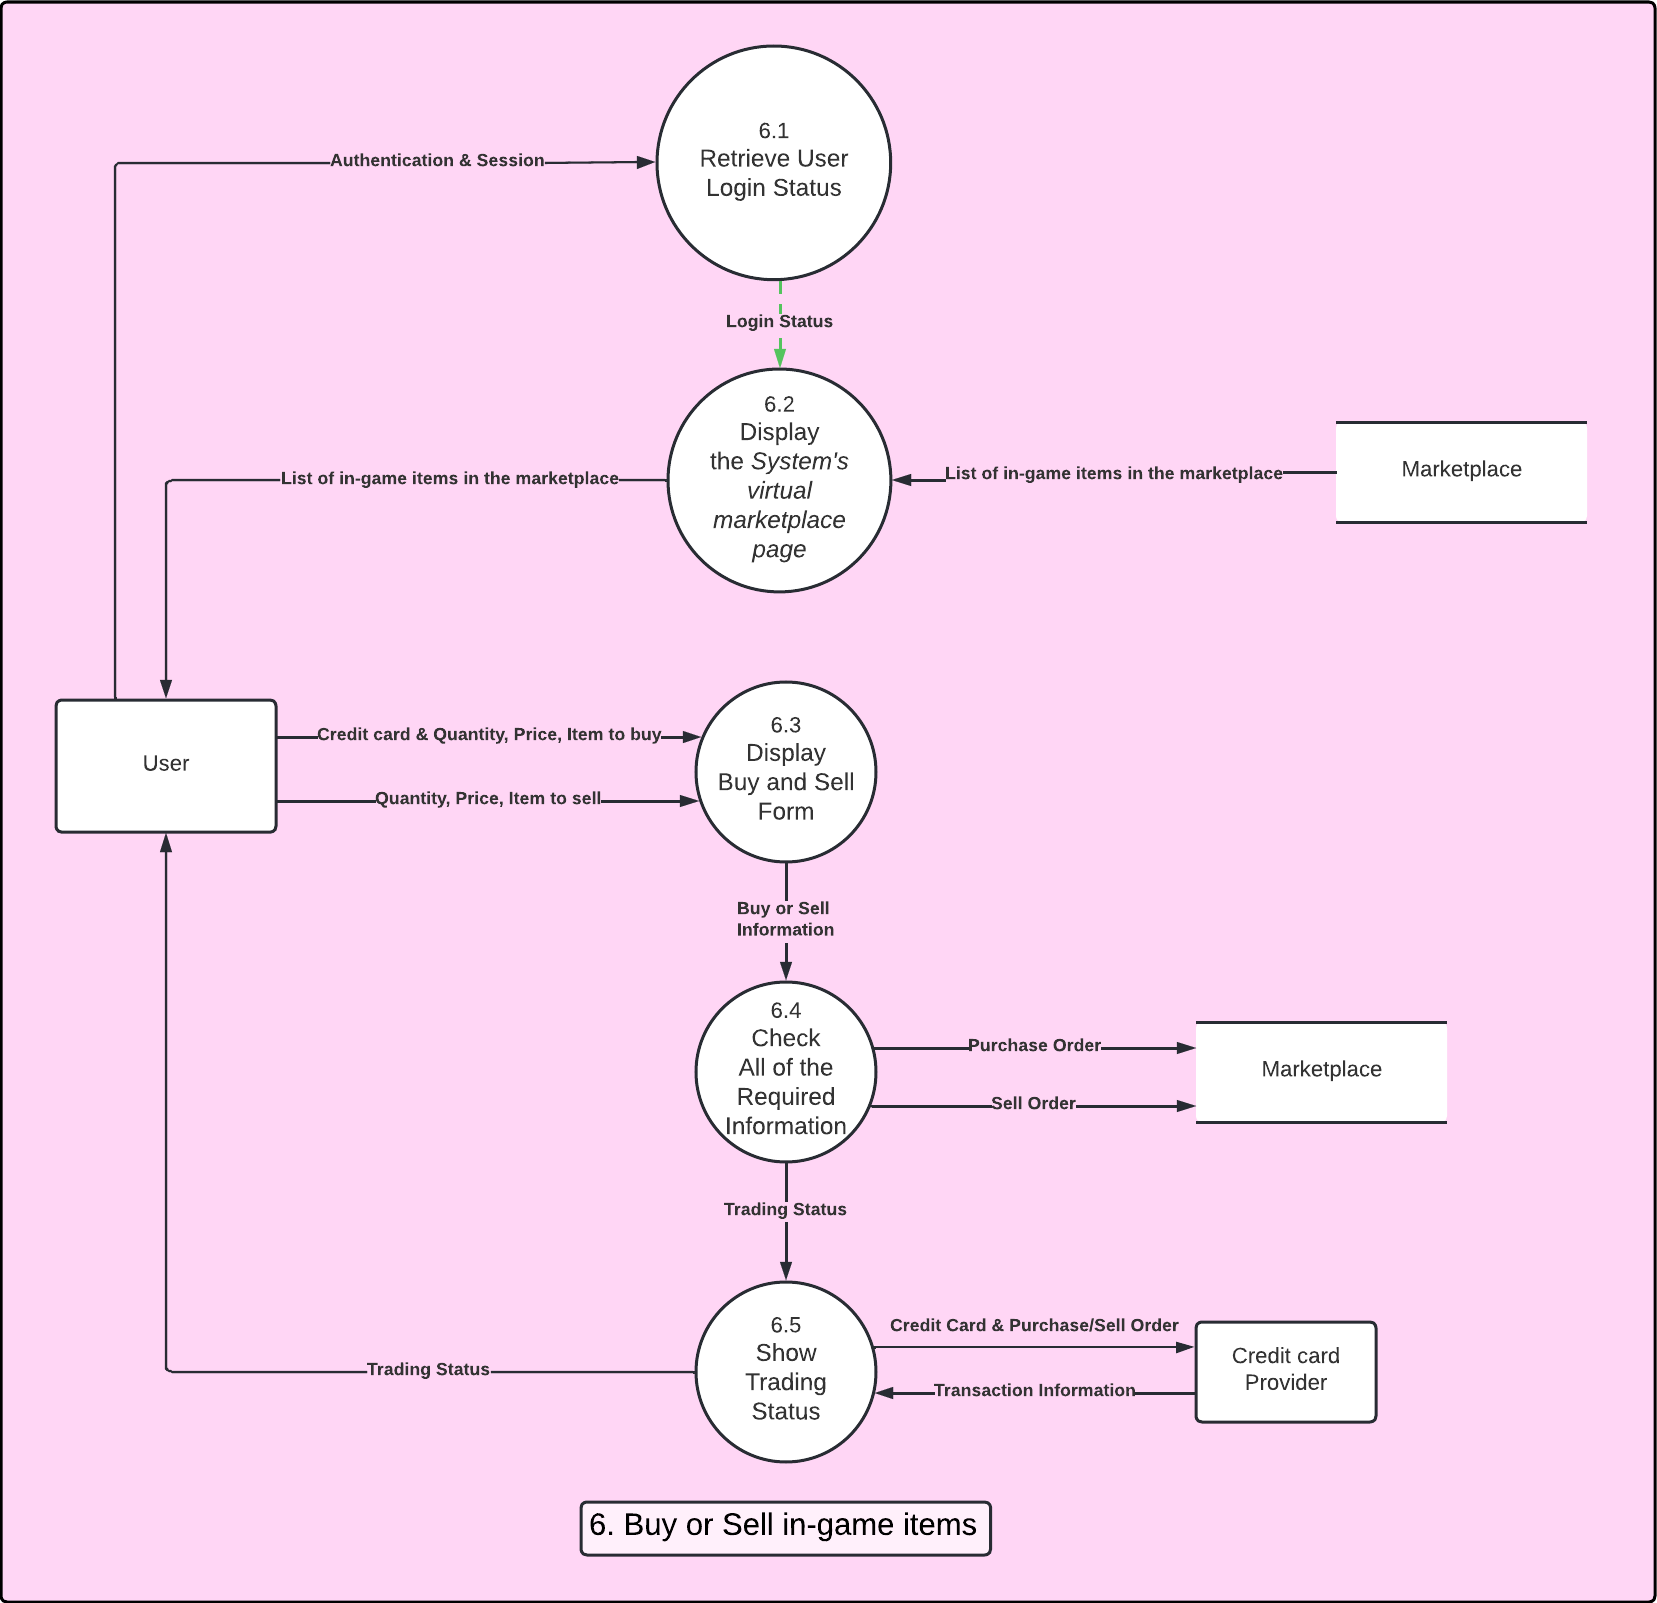 6.1
Retrieve User
Login Status
Authentication & Session
Login Status
6.2
Display
the System's
virtual
marketplace
page
List of in-game items in the marketplace
List of in-game items in the marketplace
Marketplace
User
Credit card & Quantity, Price, Item to buy
Quantity, Price, Item to sell
6.3
Display
Buy and Sell
Form
Buy or Sell
Information
6.4
Check
All of the
Required
Information
Purchase Order
Sell Order
Marketplace
Trading Status
6.5
Show
Trading
Status
Trading Status
Credit Card & Purchase/Sell Order
Transaction Information
Credit card
Provider
6. Buy or Sell in-game items